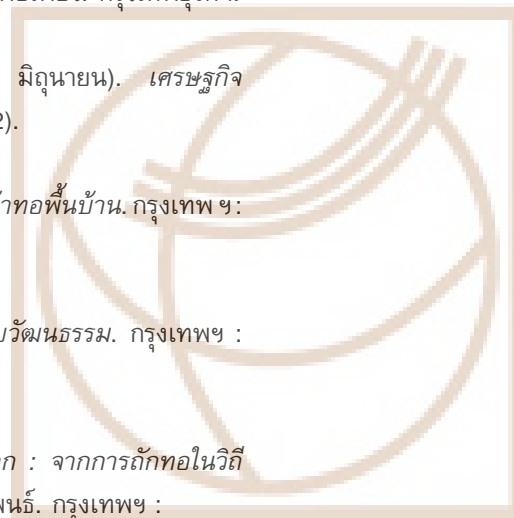 มิถุนายน). เศรษฐกิจ
2).
าทอพื้นบ้าน. กรุงเทพ ฯ :
วัฒนธรรม. กรุงเทพฯ :
ก : จากการถักทอในวิถี
พนธ์. กรุงเทพฯ :